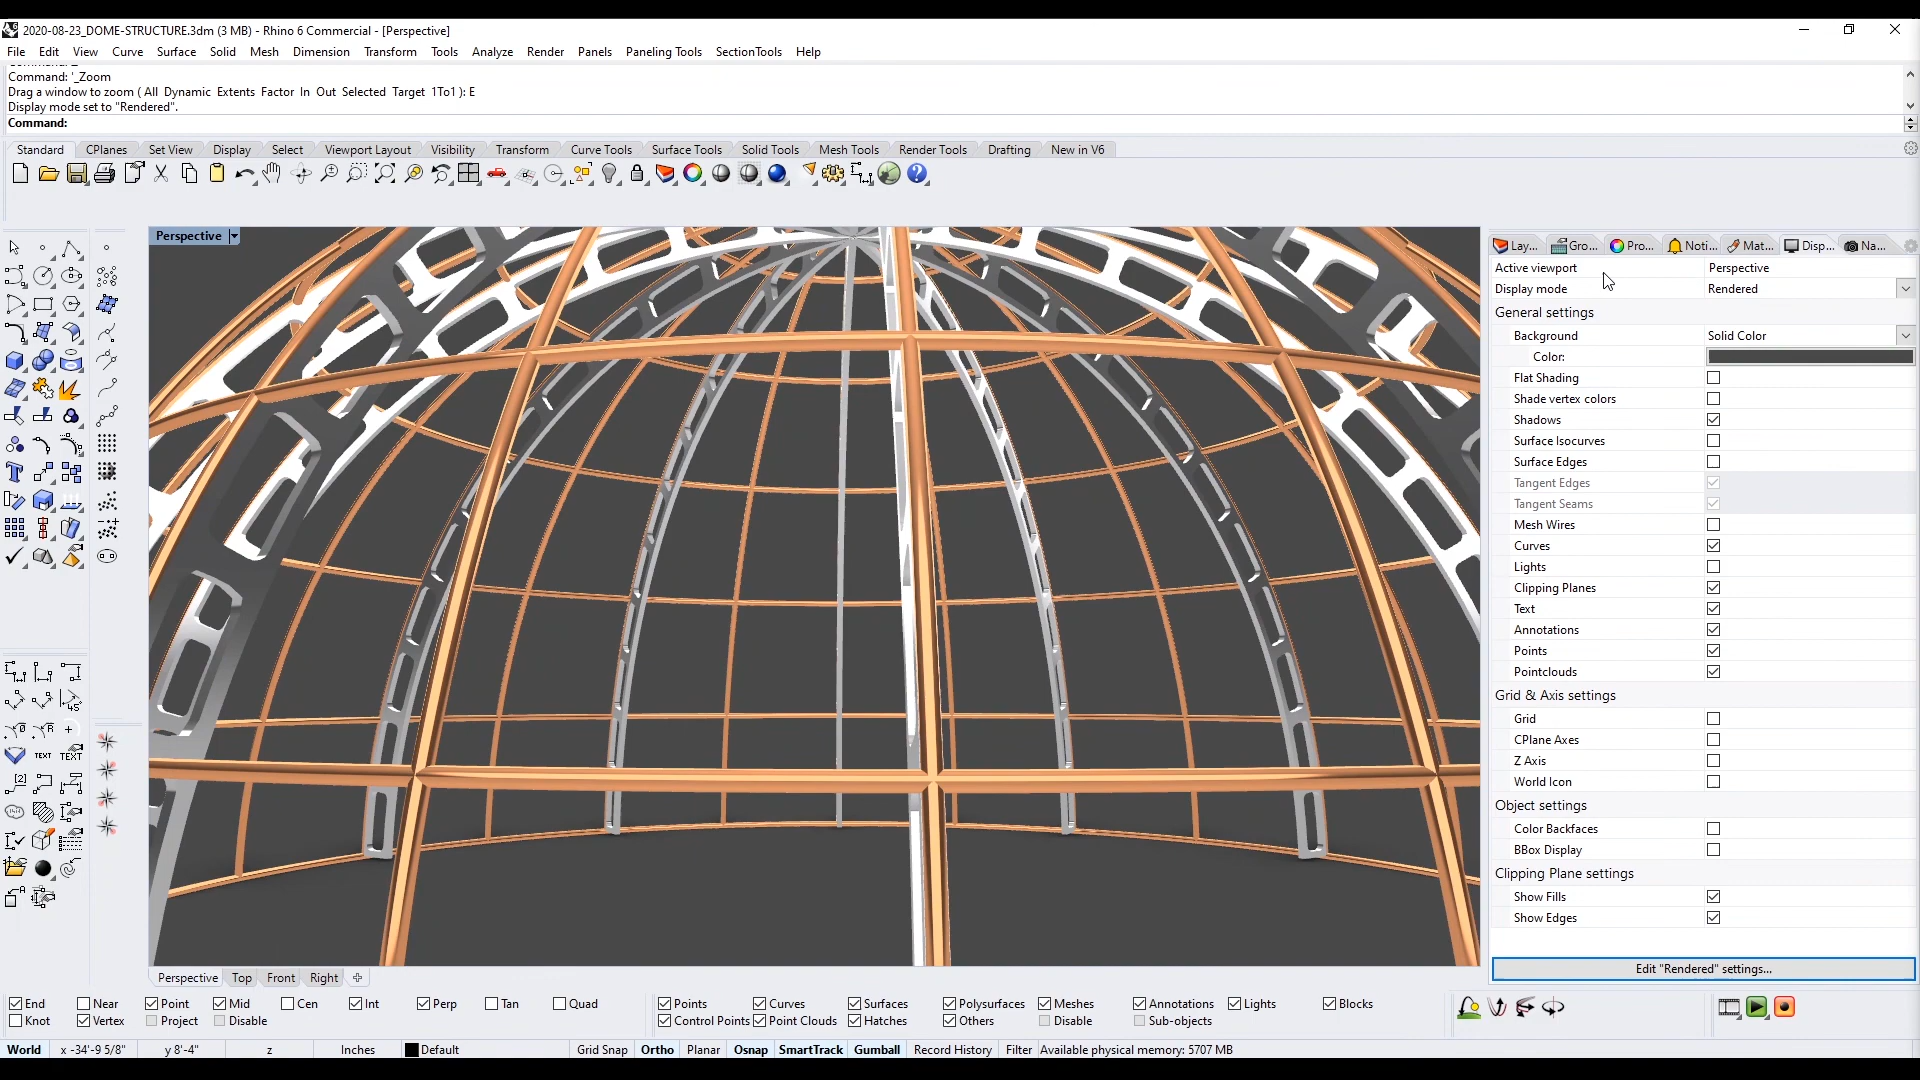 2020-08-23_DOME-STRUCTURE.3dm (3 MB) - Rhino 6 Commercial - [Perspective]
File Edit View Curve Surface Solid Mesh Dimension Transform Tools Analyze Render Panels Paneling Tools SectionTools Help
Command: '_Zoom
Drag a window to zoom ( All Dynamic Extents Factor In Out Selected Target 1To1 ): E
Display mode set to "Rendered".
Command:
Standard CPlanes Set View Display Select Viewport Layout Visibility Transform Curve Tools Surface Tools Solid Tools Mesh Tools Render Tools Drafting New in V6
Perspective
Lay... Gro... Pro... Noti... Mat... Disp... Na...
Active viewport Perspective
Display mode Rendered
General settings
Background Solid Color
Color:
Flat Shading
Shade vertex colors
Shadows
Surface Isocurves
Surface Edges
Tangent Edges
Tangent Seams
Mesh Wires
Curves
Lights
Clipping Planes
Text
Annotations
Points
Pointclouds
Grid & Axis settings
Grid
CPlane Axes
Z Axis
World Icon
Object settings
Color Backfaces
BBox Display
Clipping Plane settings
Show Fills
Show Edges
Edit "Rendered" settings...
TEXT TEXT
Perspective Top Front Right
End Near Point Mid Cen Int Perp Tan Quad Points Curves Surfaces Polysurfaces Meshes Annotations Lights Blocks
Knot Vertex Project Disable Control Points Point Clouds Hatches Others Disable Sub-objects
World x -34'-9 5/8" y 8'-4" z Inches Default Grid Snap Ortho Planar Osnap SmartTrack Gumball Record History Filter Available physical memory: 5707 MB